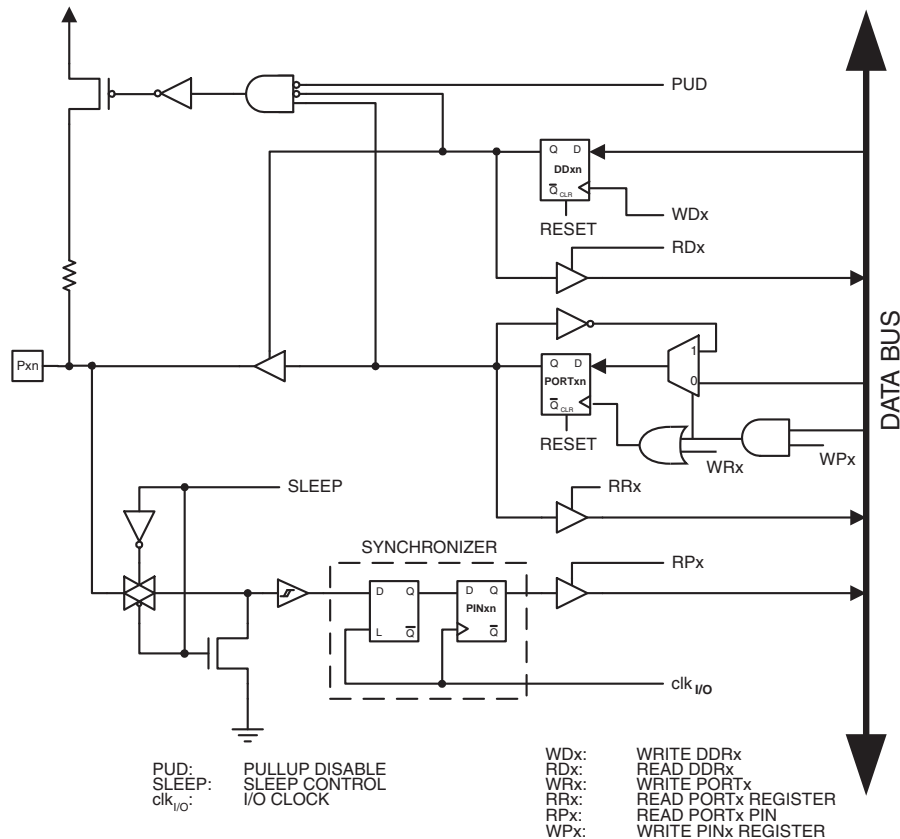 PUD
Q D
DDxn
Q CLR
WDx
RESET
RDx
Pxn
1
Q D
PORTxn
0
Q CLR
RESET
WRx
WPx
DATA BUS
RRx
SLEEP
SYNCHRONIZER
RPx
D Q
D Q
PINxn
L Q
Q
clk I/O
PUD: PULLUP DISABLE
SLEEP: SLEEP CONTROL
clk I/O: I/O CLOCK
WDx: WRITE DDRx
RDx: READ DDRx
WRx: WRITE PORTx
RRx: READ PORTx REGISTER
RPx: READ PORTx PIN
WPx: WRITE PINx REGISTER